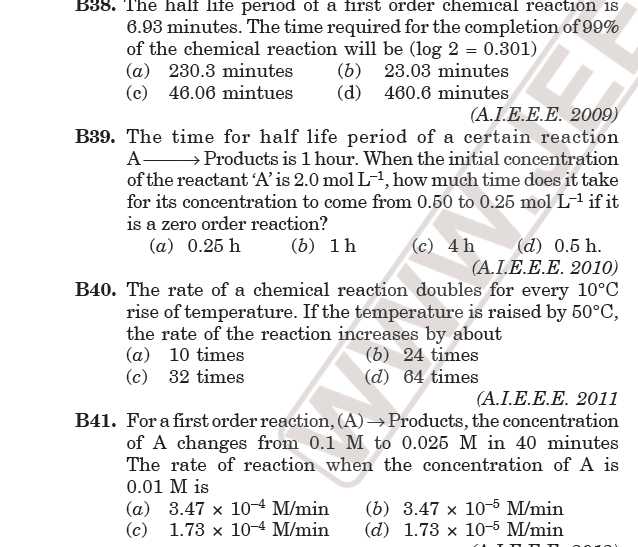 B38. The half life period of a first order chemical reaction is
6.93 minutes. The time required for the completion of 99%
of the chemical reaction will be (log 2 = 0.301)
(a) 230.3 minutes (b) 23.03 minutes
(c) 46.06 mintues (d) 460.6 minutes
(A.I.E.E.E. 2009)
B39. The time for half life period of a certain reaction
A ⟶ Products is 1 hour. When the initial concentration
of the reactant ‘A’ is 2.0 mol L⁻¹, how much time does it take
for its concentration to come from 0.50 to 0.25 mol L⁻¹ if it
is a zero order reaction?
(a) 0.25 h (b) 1 h (c) 4 h (d) 0.5 h.
(A.I.E.E.E. 2010)
B40. The rate of a chemical reaction doubles for every 10°C
rise of temperature. If the temperature is raised by 50°C,
the rate of the reaction increases by about
(a) 10 times (b) 24 times
(c) 32 times (d) 64 times
(A.I.E.E.E. 2011
B41. For a first order reaction, (A) → Products, the concentration
of A changes from 0.1 M to 0.025 M in 40 minutes
The rate of reaction when the concentration of A is
0.01 M is
(a) 3.47 × 10⁻⁴ M/min (b) 3.47 × 10⁻⁵ M/min
(c) 1.73 × 10⁻⁴ M/min (d) 1.73 × 10⁻⁵ M/min
WWW.JEE